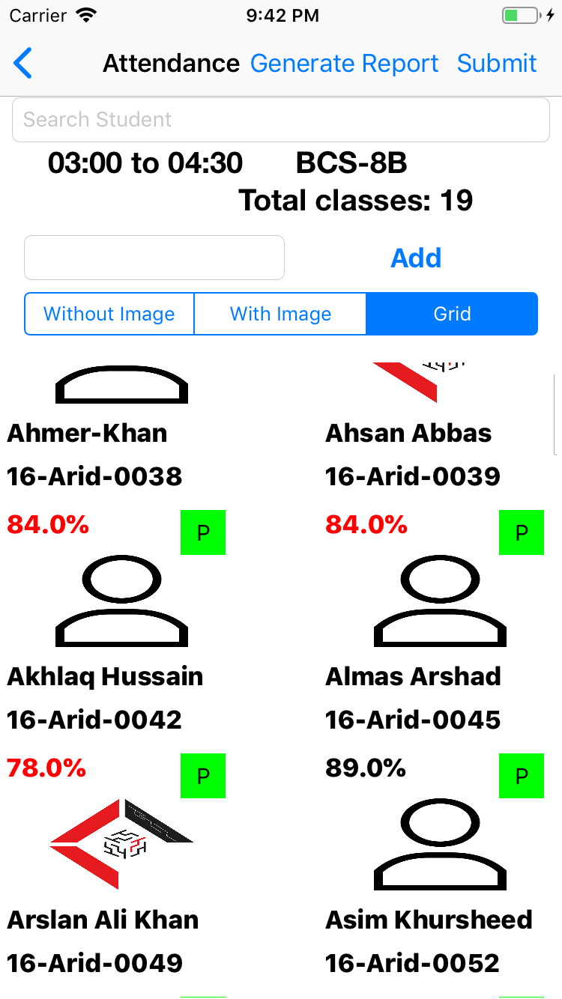 Carrier 9:42 PM
Attendance Generate Report Submit
Search Student
03:00 to 04:30 BCS-8B
Total classes: 19
Add
Without Image With Image Grid
Ahmer-Khan Ahsan Abbas
16-Arid-0038 16-Arid-0039
84.0% P 84.0% P
Akhlaq Hussain Almas Arshad
16-Arid-0042 16-Arid-0045
78.0% P 89.0% P
Arslan Ali Khan Asim Khursheed
16-Arid-0049 16-Arid-0052